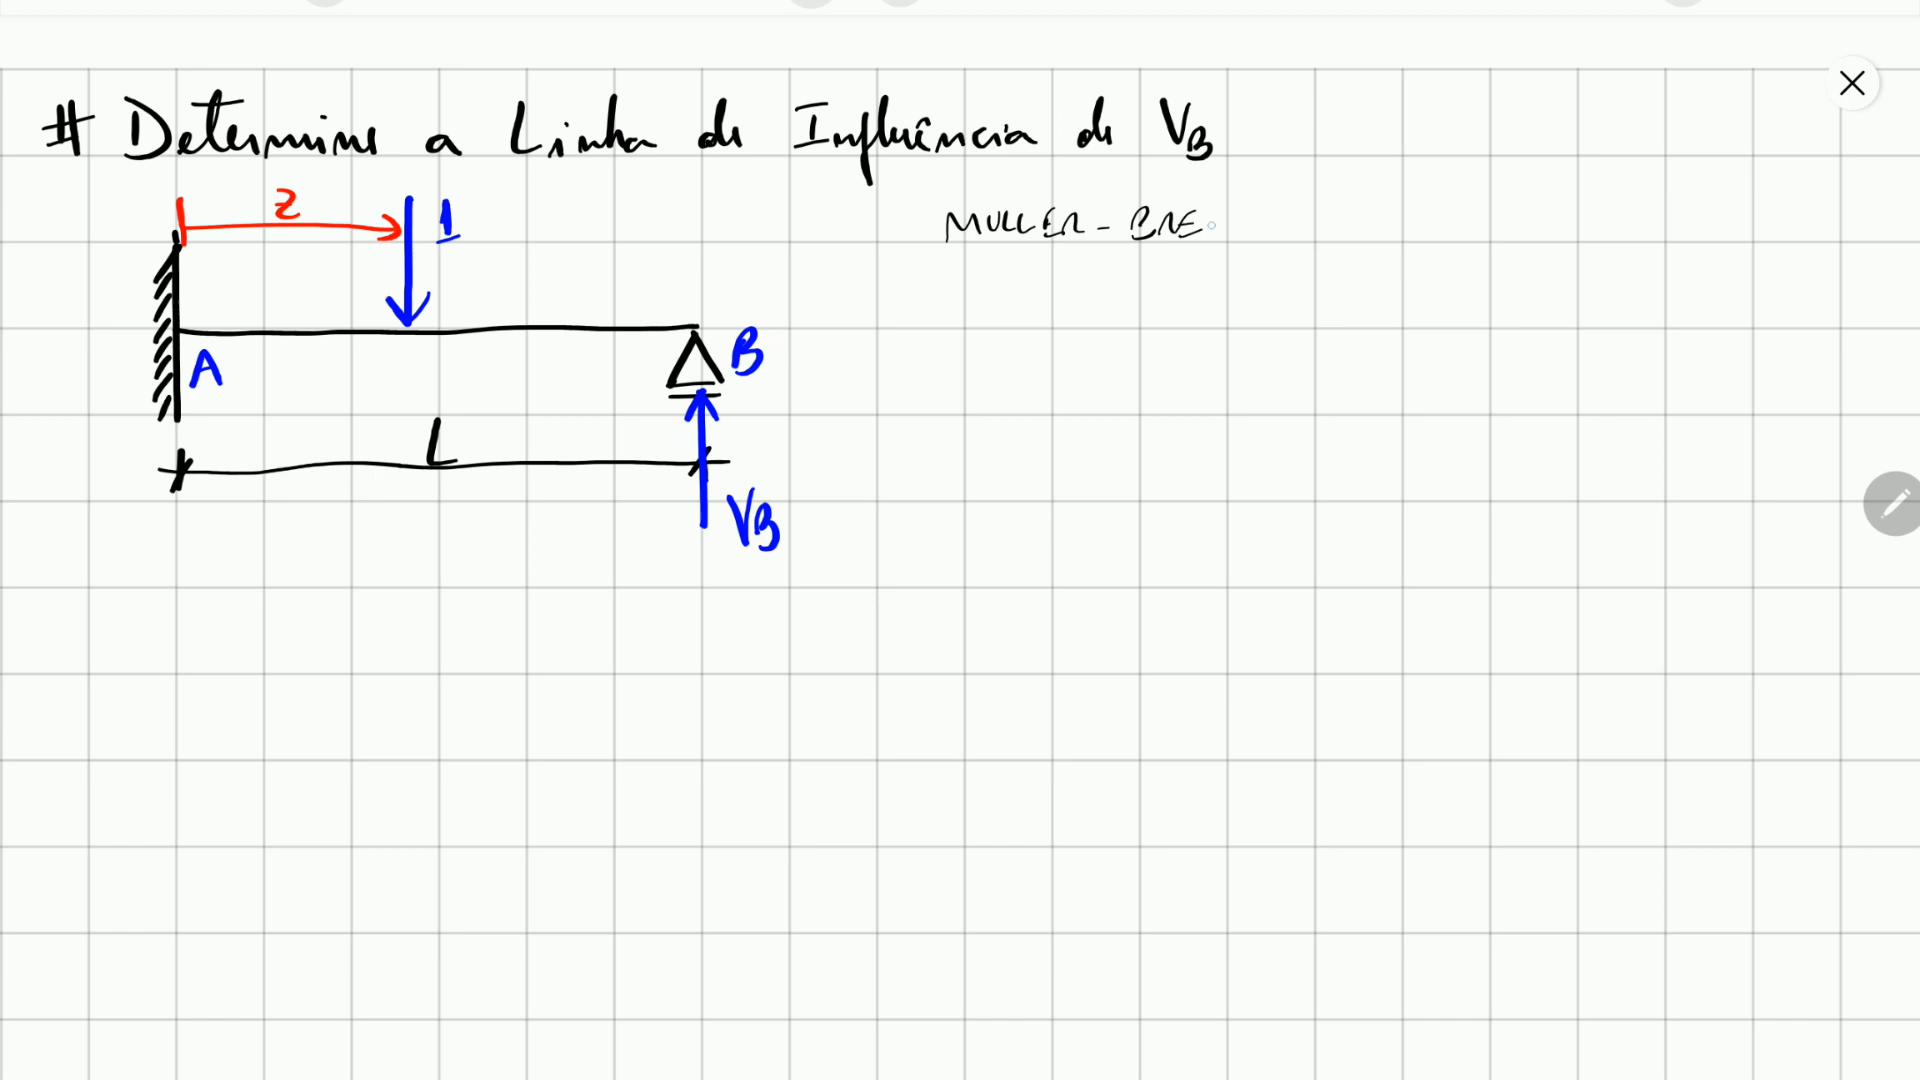 # Determine a Linha de Influência de VB
z
1
MULLER - BRE
A
B
L
VB